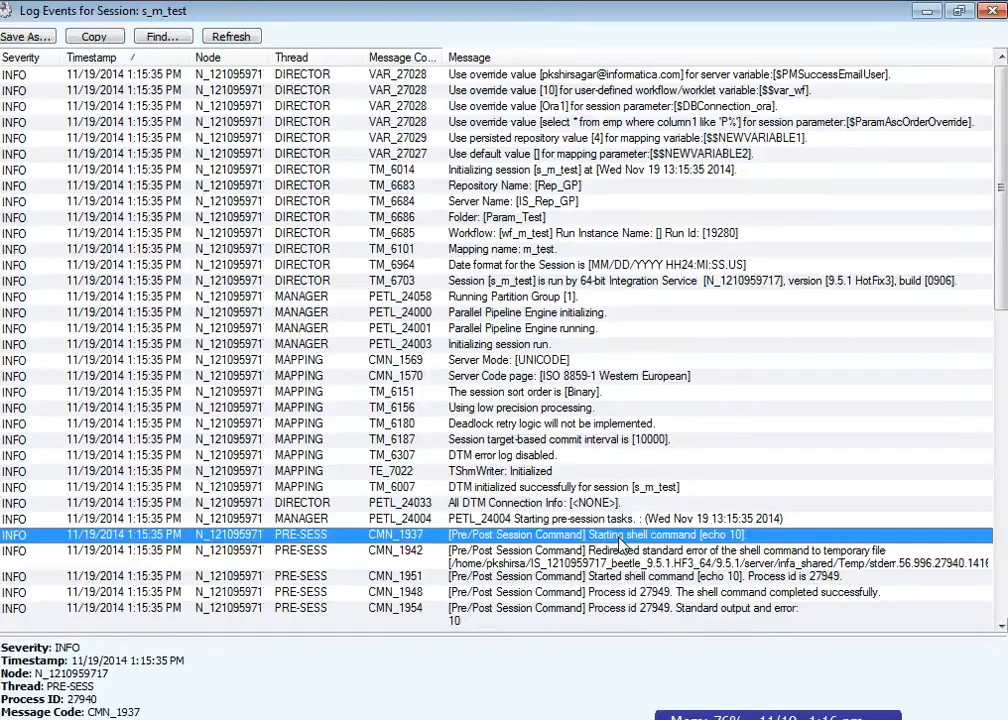 Log Events for Session: s_m_test
Save As... Copy Find... Refresh
Severity Timestamp / Node Thread Message Co... Message
INFO 11/19/2014 1:15:35 PM N_121095971 DIRECTOR VAR_27028 Use override value [pkshirsagar@informatica.com] for server variable:[$PMSuccessEmailUser].
INFO 11/19/2014 1:15:35 PM N_121095971 DIRECTOR VAR_27028 Use override value [10] for user-defined workflow/worklet variable:[$$var_wf].
INFO 11/19/2014 1:15:35 PM N_121095971 DIRECTOR VAR_27028 Use override value [Ora1] for session parameter:[$DBConnection_ora].
INFO 11/19/2014 1:15:35 PM N_121095971 DIRECTOR VAR_27028 Use override value [select * from emp where column1 like 'P%'] for session parameter:[$ParamAscOrderOverride].
INFO 11/19/2014 1:15:35 PM N_121095971 DIRECTOR VAR_27029 Use persisted repository value [4] for mapping variable:[$$NEWVARIABLE1].
INFO 11/19/2014 1:15:35 PM N_121095971 DIRECTOR VAR_27027 Use default value [] for mapping parameter:[$$NEWVARIABLE2].
INFO 11/19/2014 1:15:35 PM N_121095971 DIRECTOR TM_6014 Initializing session [s_m_test] at [Wed Nov 19 13:15:35 2014].
INFO 11/19/2014 1:15:35 PM N_121095971 DIRECTOR TM_6683 Repository Name: [Rep_GP]
INFO 11/19/2014 1:15:35 PM N_121095971 DIRECTOR TM_6684 Server Name: [IS_Rep_GP]
INFO 11/19/2014 1:15:35 PM N_121095971 DIRECTOR TM_6686 Folder: [Param_Test]
INFO 11/19/2014 1:15:35 PM N_121095971 DIRECTOR TM_6685 Workflow: [wf_m_test] Run Instance Name: [] Run Id: [19280]
INFO 11/19/2014 1:15:35 PM N_121095971 DIRECTOR TM_6101 Mapping name: m_test.
INFO 11/19/2014 1:15:35 PM N_121095971 DIRECTOR TM_6964 Date format for the Session is [MM/DD/YYYY HH24:MI:SS.US]
INFO 11/19/2014 1:15:35 PM N_121095971 DIRECTOR TM_6703 Session [s_m_test] is run by 64-bit Integration Service [N_1210959717], version [9.5.1 HotFix3], build [0906].
INFO 11/19/2014 1:15:35 PM N_121095971 MANAGER PETL_24058 Running Partition Group [1].
INFO 11/19/2014 1:15:35 PM N_121095971 MANAGER PETL_24000 Parallel Pipeline Engine initializing.
INFO 11/19/2014 1:15:35 PM N_121095971 MANAGER PETL_24001 Parallel Pipeline Engine running.
INFO 11/19/2014 1:15:35 PM N_121095971 MANAGER PETL_24003 Initializing session run.
INFO 11/19/2014 1:15:35 PM N_121095971 MAPPING CMN_1569 Server Mode: [UNICODE]
INFO 11/19/2014 1:15:35 PM N_121095971 MAPPING CMN_1570 Server Code page: [ISO 8859-1 Western European]
INFO 11/19/2014 1:15:35 PM N_121095971 MAPPING TM_6151 The session sort order is [Binary].
INFO 11/19/2014 1:15:35 PM N_121095971 MAPPING TM_6156 Using low precision processing.
INFO 11/19/2014 1:15:35 PM N_121095971 MAPPING TM_6180 Deadlock retry logic will not be implemented.
INFO 11/19/2014 1:15:35 PM N_121095971 MAPPING TM_6187 Session target-based commit interval is [10000].
INFO 11/19/2014 1:15:35 PM N_121095971 MAPPING TM_6307 DTM error log disabled.
INFO 11/19/2014 1:15:35 PM N_121095971 MAPPING TE_7022 TShmWriter: Initialized
INFO 11/19/2014 1:15:35 PM N_121095971 MAPPING TM_6007 DTM initialized successfully for session [s_m_test]
INFO 11/19/2014 1:15:35 PM N_121095971 DIRECTOR PETL_24033 All DTM Connection Info: [<NONE>].
INFO 11/19/2014 1:15:35 PM N_121095971 MANAGER PETL_24004 PETL_24004 Starting pre-session tasks. : (Wed Nov 19 13:15:35 2014)
INFO 11/19/2014 1:15:35 PM N_121095971 PRE-SESS CMN_1937 [Pre/Post Session Command] Starting shell command [echo 10].
INFO 11/19/2014 1:15:35 PM N_121095971 PRE-SESS CMN_1942 [Pre/Post Session Command] Redirected standard error of the shell command to temporary file
[/home/pkshirsa/IS_1210959717_beetle_9.5.1.HF3_64/9.5.1/server/infa_shared/Temp/stderr.56.996.27940.1416
INFO 11/19/2014 1:15:35 PM N_121095971 PRE-SESS CMN_1951 [Pre/Post Session Command] Started shell command [echo 10]. Process id is 27949.
INFO 11/19/2014 1:15:35 PM N_121095971 PRE-SESS CMN_1948 [Pre/Post Session Command] Process id 27949. The shell command completed successfully.
INFO 11/19/2014 1:15:35 PM N_121095971 PRE-SESS CMN_1954 [Pre/Post Session Command] Process id 27949. Standard output and error:
10
Severity: INFO
Timestamp: 11/19/2014 1:15:35 PM
Node: N_1210959717
Thread: PRE-SESS
Process ID: 27940
Message Code: CMN_1937